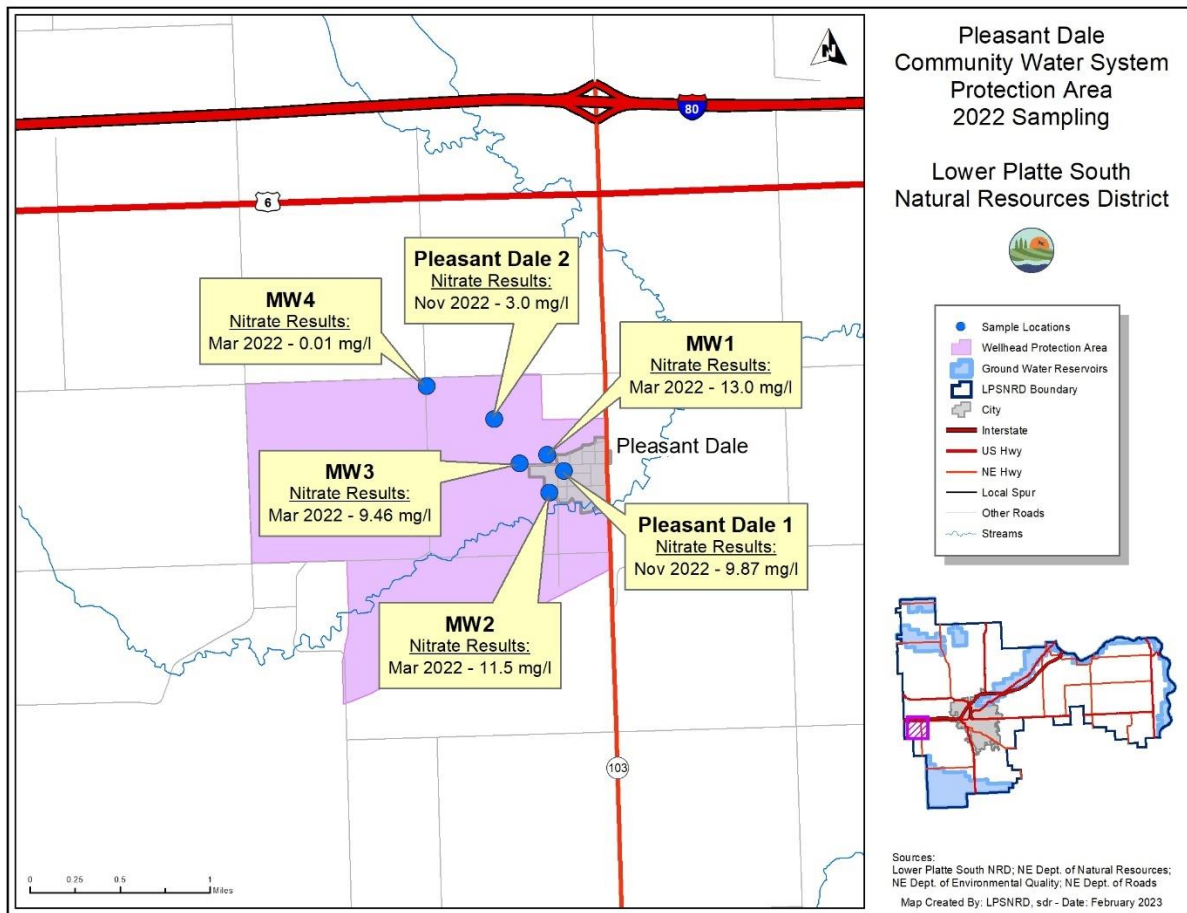 Pleasant Dale
Community Water System
Protection Area
2022 Sampling
Lower Platte South
Natural Resources District
N
80
6
Pleasant Dale 2
Nitrate Results:
Nov 2022 - 3.0 mg/l
MW4
Nitrate Results:
Mar 2022 - 0.01 mg/l
MW1
Nitrate Results:
Mar 2022 - 13.0 mg/l
Pleasant Dale
MW3
Nitrate Results:
Mar 2022 - 9.46 mg/l
Pleasant Dale 1
Nitrate Results:
Nov 2022 - 9.87 mg/l
MW2
Nitrate Results:
Mar 2022 - 11.5 mg/l
103
0 0.25 0.5 1
Miles
Sample Locations
Wellhead Protection Area
Ground Water Reservoirs
LPSNRD Boundary
City
Interstate
US Hwy
NE Hwy
Local Spur
Other Roads
Streams
Sources:
Lower Platte South NRD; NE Dept. of Natural Resources;
NE Dept. of Environmental Quality; NE Dept. of Roads
Map Created By: LPSNRD, sdr - Date: February 2023